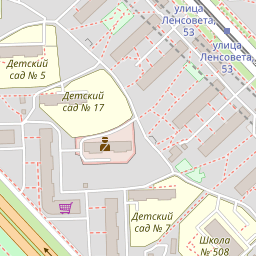 улица
Ленсовета,
53
улица
Ленсовета,
53
Детский
сад № 5
Детский
сад № 17
Детский
сад № 7
Школа
№ 508